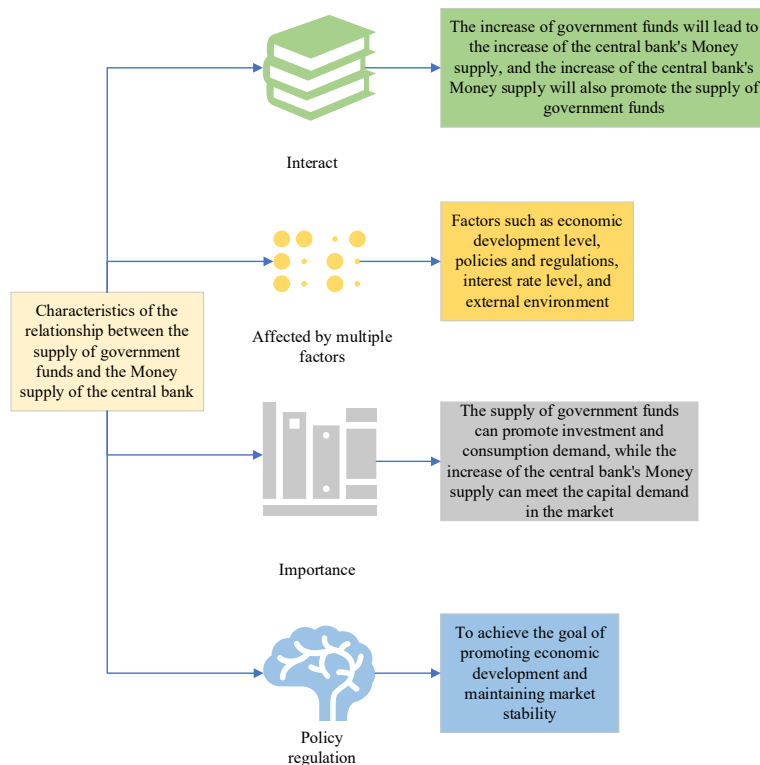 The increase of government funds will lead to
the increase of the central bank's Money
supply, and the increase of the central bank's
Money supply will also promote the supply of
government funds
Interact
Factors such as economic
development level,
policies and regulations,
interest rate level, and
external environment
Affected by multiple
factors
Characteristics of the
relationship between the
supply of government
funds and the Money
supply of the central bank
The supply of government funds
can promote investment and
consumption demand, while the
increase of the central bank's Money
supply can meet the capital demand
in the market
Importance
To achieve the goal of
promoting economic
development and
maintaining market
stability
Policy
regulation